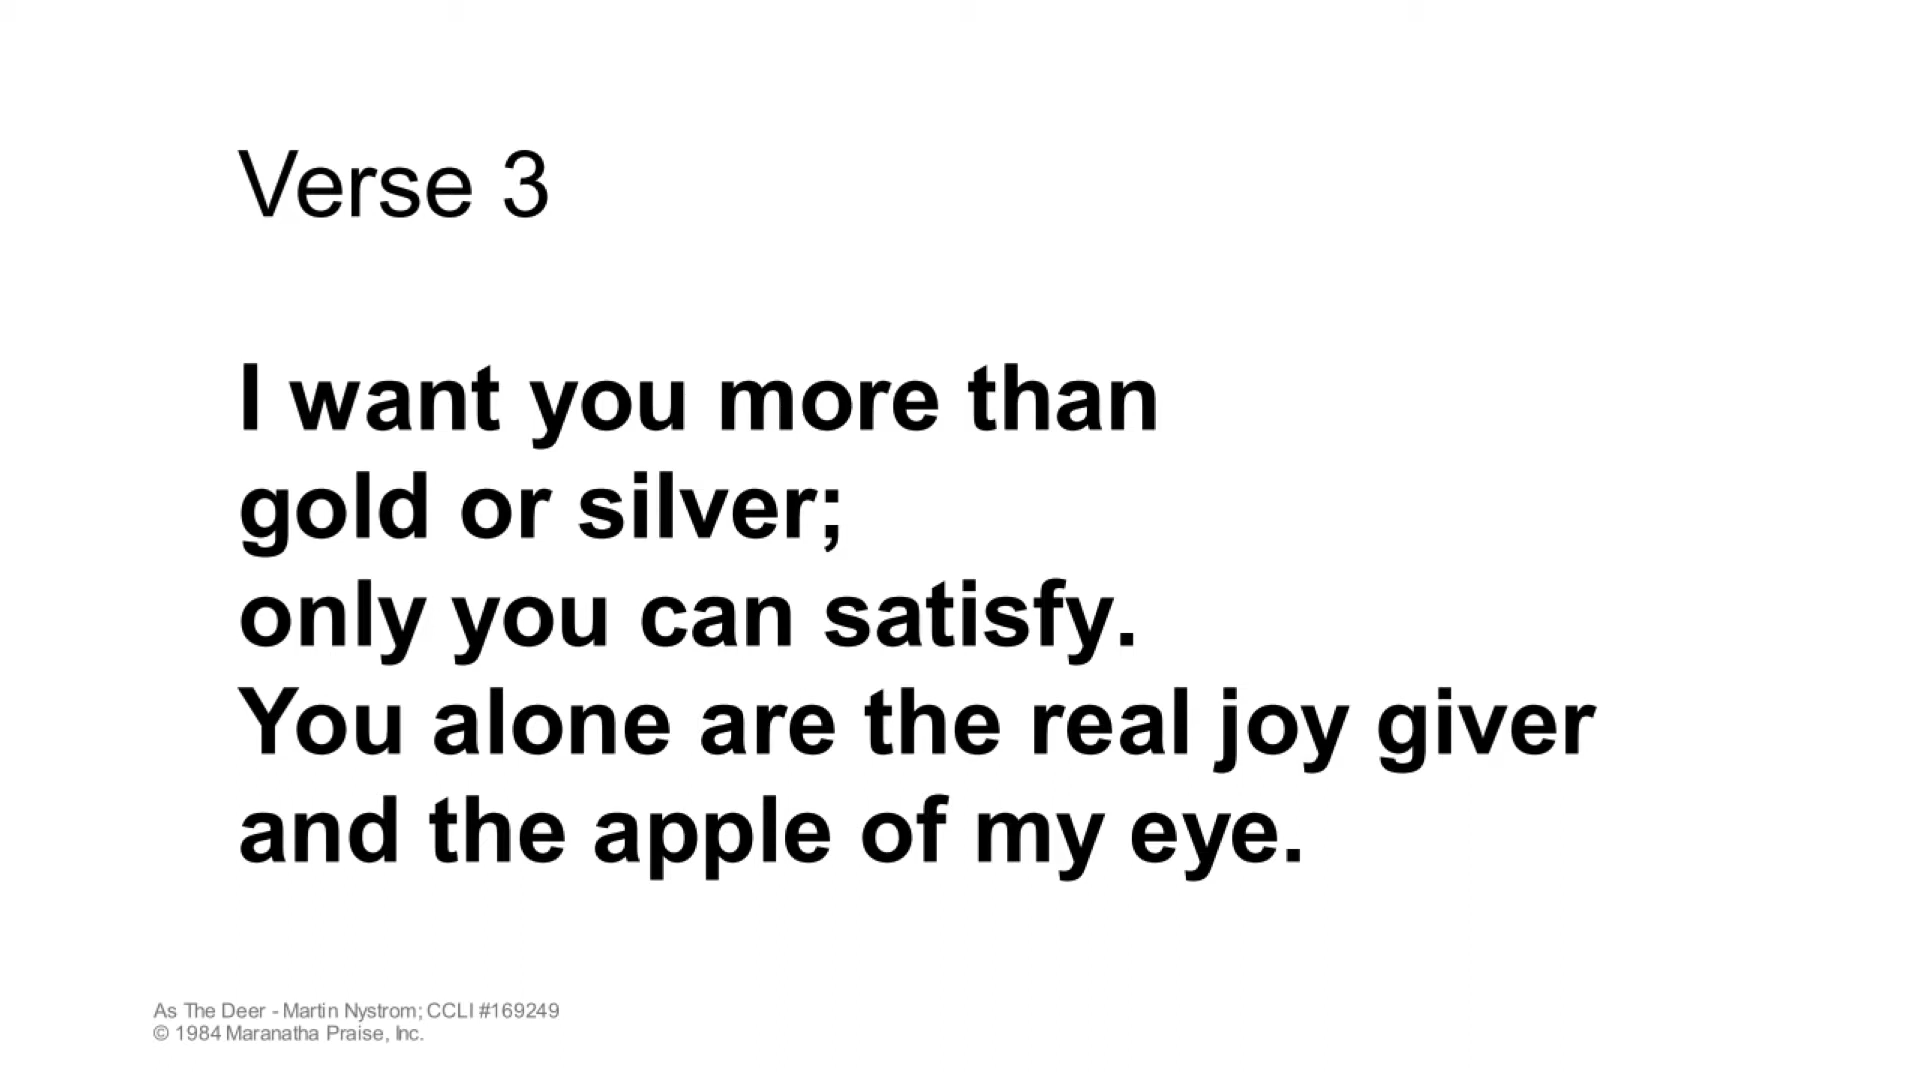 Verse 3
I want you more than
gold or silver;
only you can satisfy.
You alone are the real joy giver
and the apple of my eye.
As The Deer - Martin Nystrom; CCLI #169249
© 1984 Maranatha Praise, Inc.